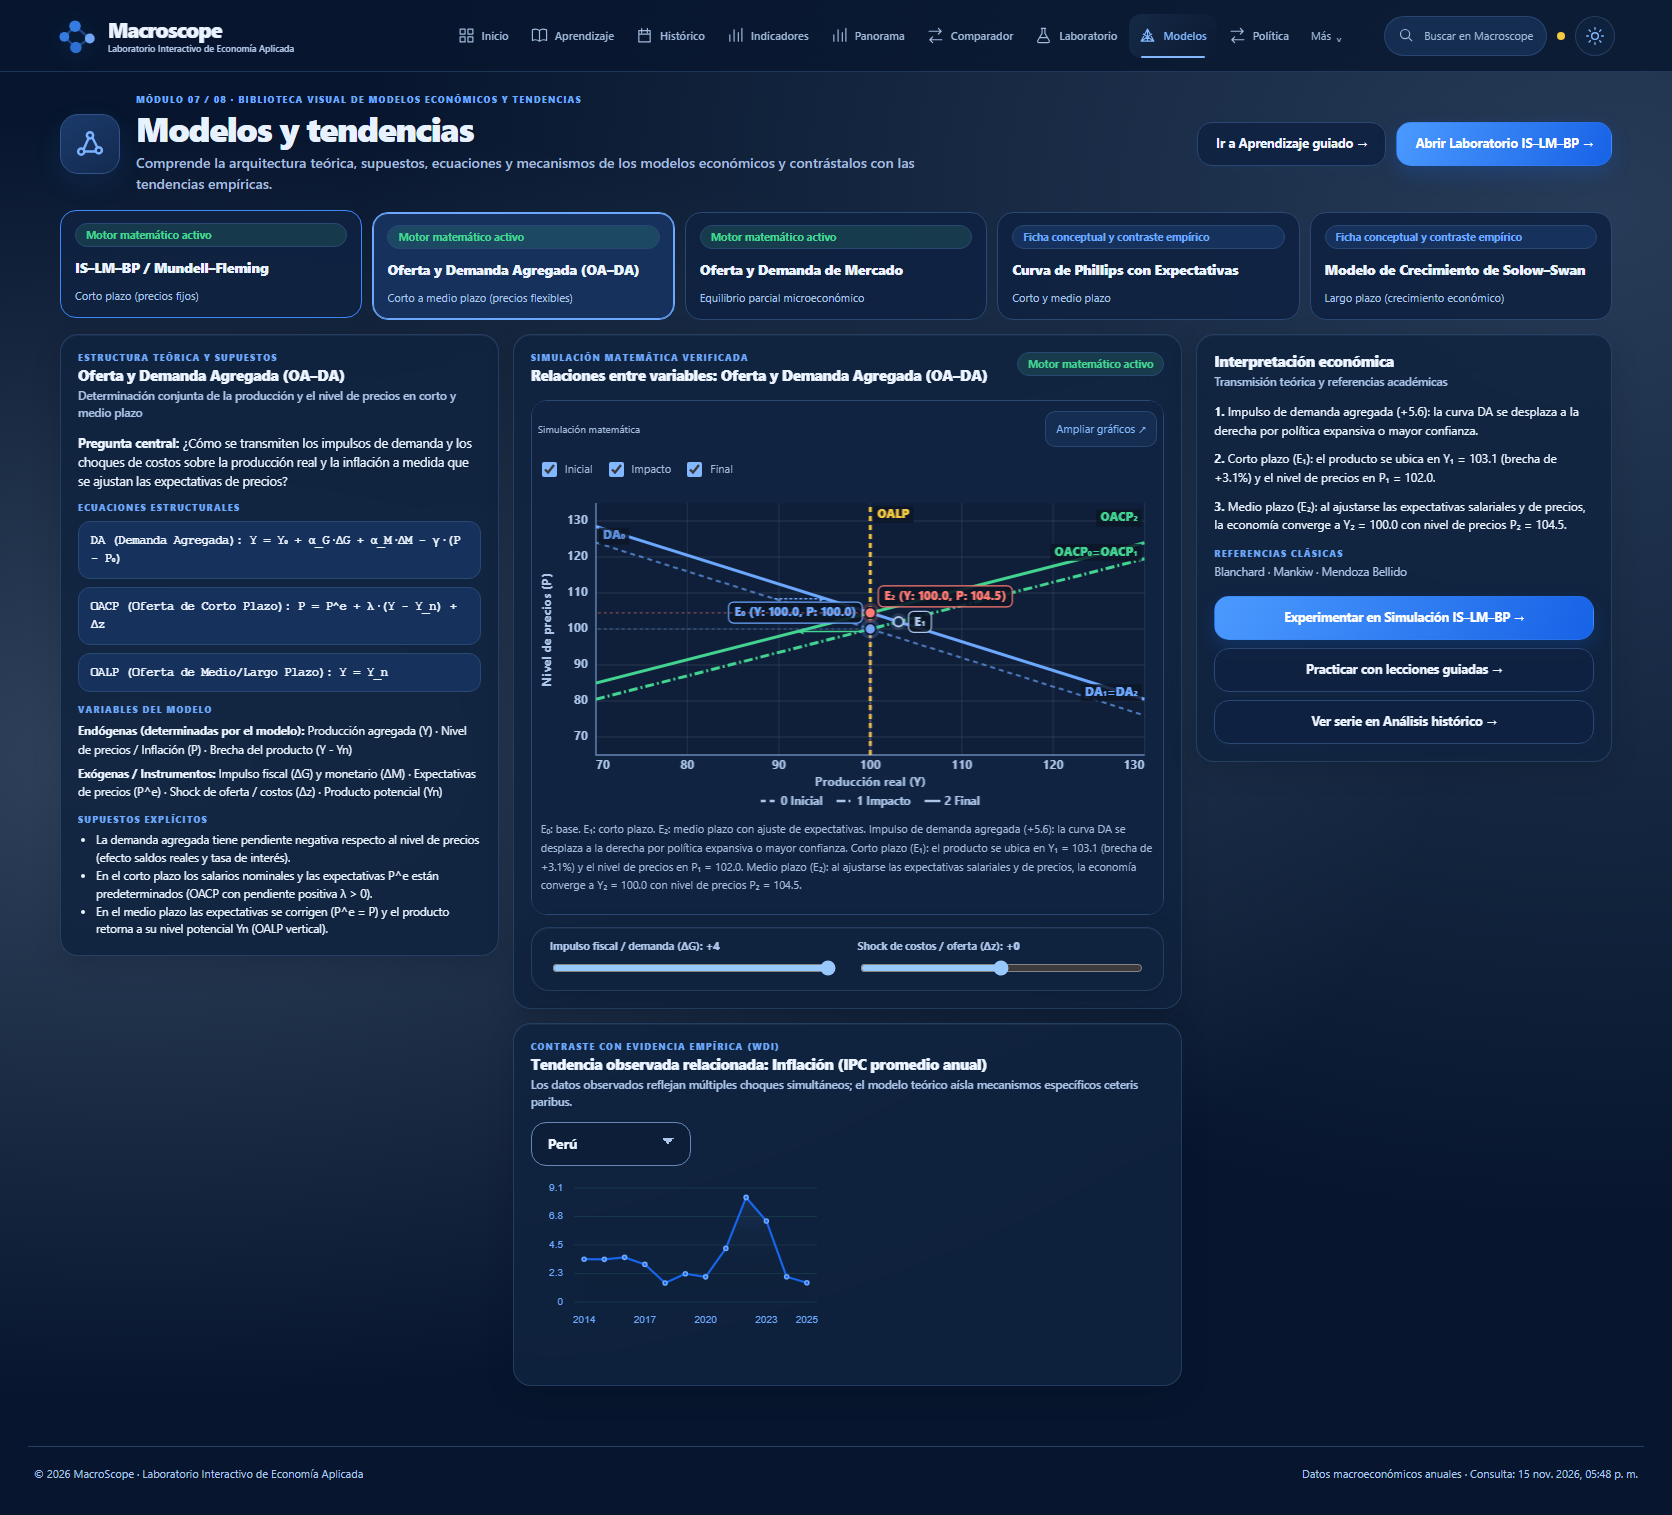 Macroscope
Laboratorio Interactivo de Economía Aplicada
Inicio
Aprendizaje
Histórico
Indicadores
Panorama
Comparador
Laboratorio
Modelos
Política
Más
Buscar en Macroscope
MÓDULO 07 / 08 · BIBLIOTECA VISUAL DE MODELOS ECONÓMICOS Y TENDENCIAS
Modelos y tendencias
Comprende la arquitectura teórica, supuestos, ecuaciones y mecanismos de los modelos económicos y contrástalos con las
tendencias empíricas.
Ir a Aprendizaje guiado →
Abrir Laboratorio IS–LM–BP →
Motor matemático activo
IS–LM–BP / Mundell–Fleming
Corto plazo (precios fijos)
Motor matemático activo
Oferta y Demanda Agregada (OA–DA)
Corto a medio plazo (precios flexibles)
Motor matemático activo
Oferta y Demanda de Mercado
Equilibrio parcial microeconómico
Ficha conceptual y contraste empírico
Curva de Phillips con Expectativas
Corto y medio plazo
Ficha conceptual y contraste empírico
Modelo de Crecimiento de Solow–Swan
Largo plazo (crecimiento económico)
ESTRUCTURA TEÓRICA Y SUPUESTOS
Oferta y Demanda Agregada (OA–DA)
Determinación conjunta de la producción y el nivel de precios en corto y
medio plazo
Pregunta central: ¿Cómo se transmiten los impulsos de demanda y los
choques de costos sobre la producción real y la inflación a medida que
se ajustan las expectativas de precios?
ECUACIONES ESTRUCTURALES
DA (Demanda Agregada): Y = Y₀ + α_G·ΔG + α_M·ΔM − γ·(P
− P₀)
OACP (Oferta de Corto Plazo): P = P^e + λ·(Y − Y_n) +
Δz
OALP (Oferta de Medio/Largo Plazo): Y = Y_n
VARIABLES DEL MODELO
Endógenas (determinadas por el modelo): Producción agregada (Y) · Nivel
de precios / Inflación (P) · Brecha del producto (Y - Yn)
Exógenas / Instrumentos: Impulso fiscal (ΔG) y monetario (ΔM) · Expectativas
de precios (P^e) · Shock de oferta / costos (Δz) · Producto potencial (Yn)
SUPUESTOS EXPLÍCITOS
• La demanda agregada tiene pendiente negativa respecto al nivel de precios
(efecto saldos reales y tasa de interés).
• En el corto plazo los salarios nominales y las expectativas P^e están
predeterminados (OACP con pendiente positiva λ > 0).
• En el medio plazo las expectativas se corrigen (P^e = P) y el producto
retorna a su nivel potencial Yn (OALP vertical).
SIMULACIÓN MATEMÁTICA VERIFICADA
Relaciones entre variables: Oferta y Demanda Agregada (OA–DA)
Motor matemático activo
Simulación matemática
Ampliar gráficos ↗
Inicial
Impacto
Final
130
120
110
100
90
80
70
Nivel de precios (P)
DA₀
OALP
OACP₂
OACP₀=OACP₁
E₂ (Y: 100.0, P: 104.5)
E₀ (Y: 100.0, P: 100.0)
E₁
DA₁=DA₂
70
80
90
100
110
120
130
Producción real (Y)
0 Inicial
1 Impacto
2 Final
E₀: base. E₁: corto plazo. E₂: medio plazo con ajuste de expectativas. Impulso de demanda agregada (+5.6): la curva DA se
desplaza a la derecha por política expansiva o mayor confianza. Corto plazo (E₁): el producto se ubica en Y₁ = 103.1 (brecha de
+3.1%) y el nivel de precios en P₁ = 102.0. Medio plazo (E₂): al ajustarse las expectativas salariales y de precios, la economía
converge a Y₂ = 100.0 con nivel de precios P₂ = 104.5.
Impulso fiscal / demanda (ΔG): +4
Shock de costos / oferta (Δz): +0
CONTRASTE CON EVIDENCIA EMPÍRICA (WDI)
Tendencia observada relacionada: Inflación (IPC promedio anual)
Los datos observados reflejan múltiples choques simultáneos; el modelo teórico aísla mecanismos específicos ceteris
paribus.
Perú
9.1
6.8
4.5
2.3
0
2014
2017
2020
2023
2025
Interpretación económica
Transmisión teórica y referencias académicas
1. Impulso de demanda agregada (+5.6): la curva DA se desplaza a la
derecha por política expansiva o mayor confianza.
2. Corto plazo (E₁): el producto se ubica en Y₁ = 103.1 (brecha de
+3.1%) y el nivel de precios en P₁ = 102.0.
3. Medio plazo (E₂): al ajustarse las expectativas salariales y de precios,
la economía converge a Y₂ = 100.0 con nivel de precios P₂ = 104.5.
REFERENCIAS CLÁSICAS
Blanchard · Mankiw · Mendoza Bellido
Experimentar en Simulación IS–LM–BP →
Practicar con lecciones guiadas →
Ver serie en Análisis histórico →
© 2026 MacroScope · Laboratorio Interactivo de Economía Aplicada
Datos macroeconómicos anuales · Consulta: 15 nov. 2026, 05:48 p. m.